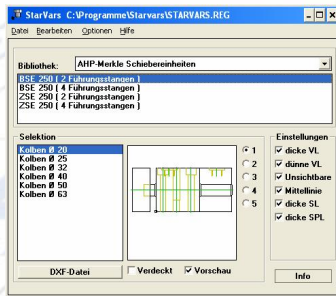 StarVars C:\Programme\Starvars\STARVARS.REG
Datei Bearbeiten Optionen Hilfe
Bibliothek: AHP-Merkle Schiebereinheiten
BSE 250 ( 2 Führungsstangen )
BSE 250 ( 4 Führungsstangen )
ZSE 250 ( 2 Führungsstangen )
ZSE 250 ( 4 Führungsstangen )
Selektion
Einstellungen
Kolben Ø 20
Kolben Ø 25
Kolben Ø 32
Kolben Ø 40
Kolben Ø 50
Kolben Ø 63
1
2
3
4
5
dicke VL
dünne VL
Unsichtbare
Mittellinie
dicke SL
dicke SPL
DXF-Datei
Verdeckt
Vorschau
Info